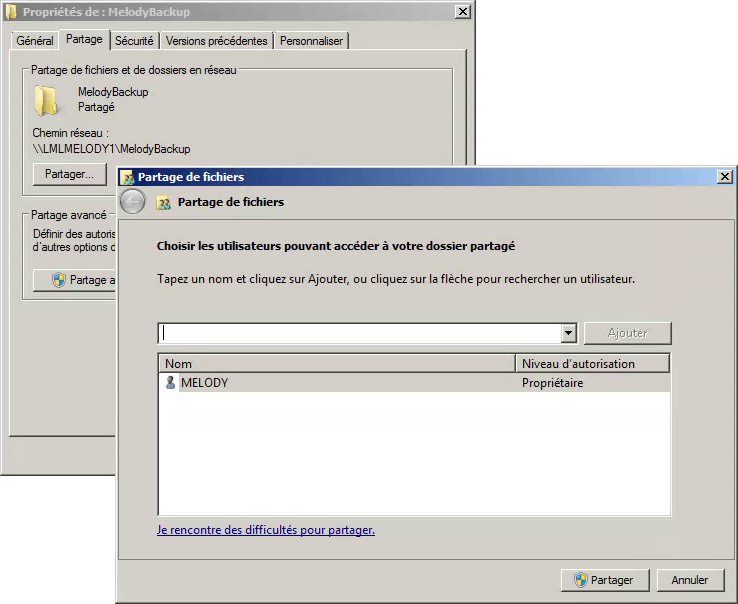 Propriétés de : MelodyBackup
Général Partage Sécurité Versions précédentes Personnaliser
Partage de fichiers et de dossiers en réseau
MelodyBackup
Partagé
Chemin réseau :
\\LMLMELODY1\MelodyBackup
Partager...
Partage avancé
Définir des autoris
d'autres options d
Partage a
Partage de fichiers
Partage de fichiers
Choisir les utilisateurs pouvant accéder à votre dossier partagé
Tapez un nom et cliquez sur Ajouter, ou cliquez sur la flèche pour rechercher un utilisateur.
Ajouter
Nom Niveau d'autorisation
MELODY Propriétaire
Je rencontre des difficultés pour partager.
Partager Annuler